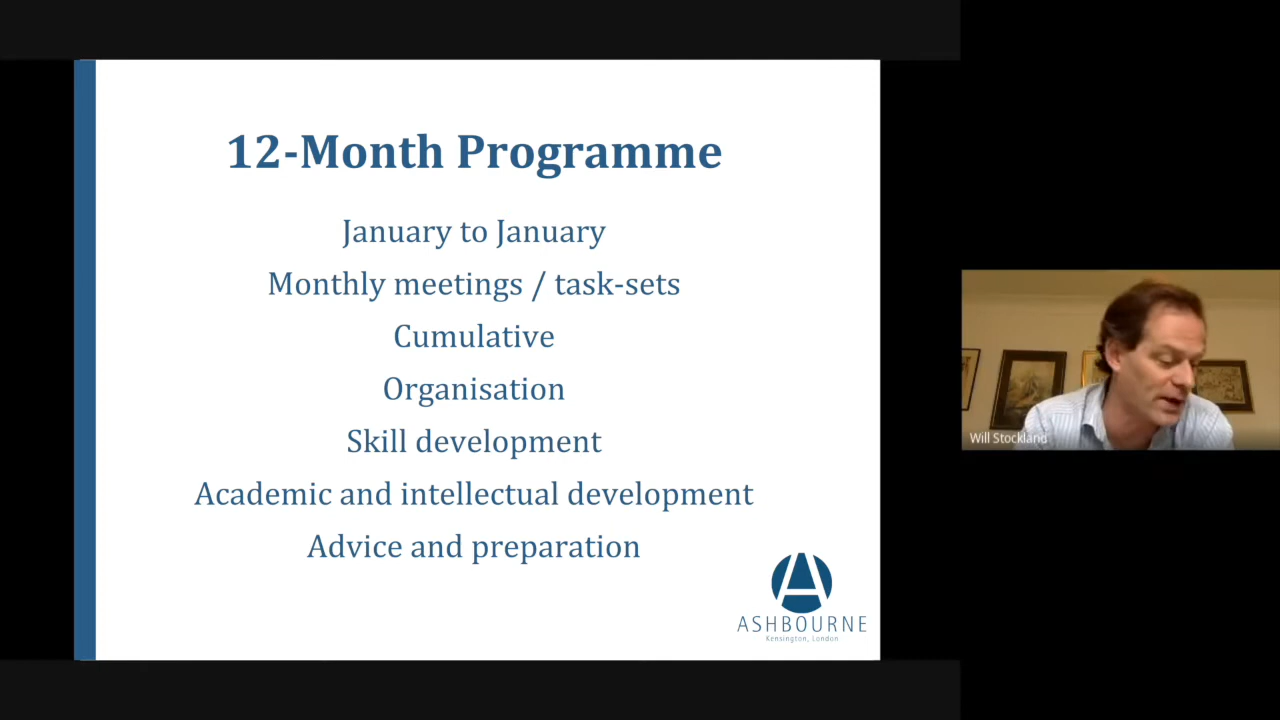 12-Month Programme
January to January
Monthly meetings / task-sets
Cumulative
Organisation
Skill development
Academic and intellectual development
Advice and preparation
ASHBOURNE
Kensington, London
Will Stockland